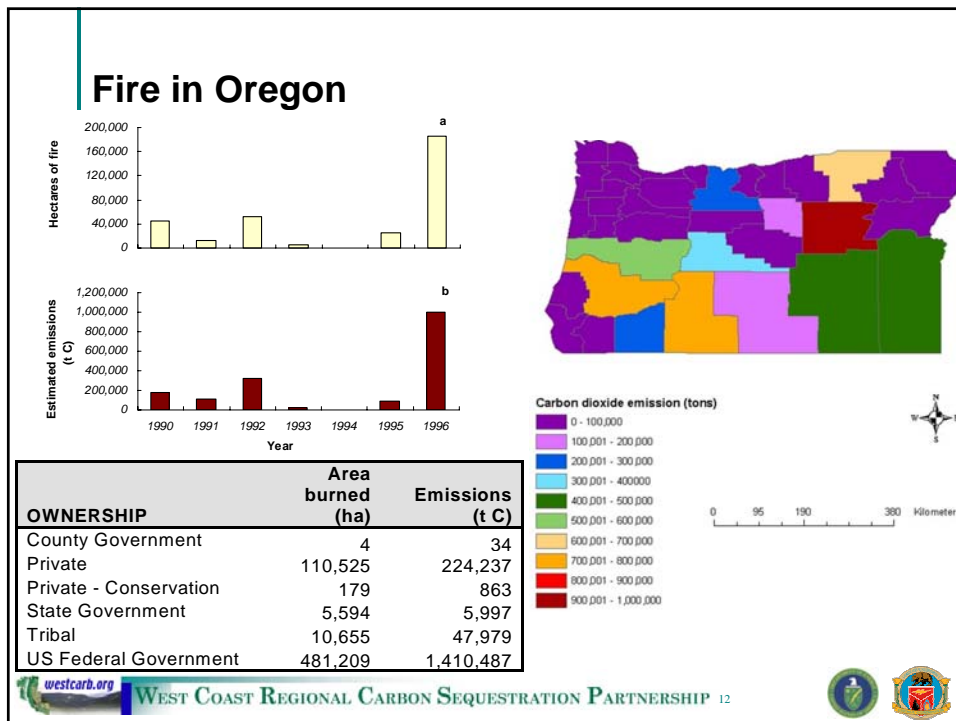 Fire in Oregon
a
Hectares of fire
200,000
160,000
120,000
80,000
40,000
0
b
Estimated emissions
(t C)
1,200,000
1,000,000
800,000
600,000
400,000
200,000
0
1990 1991 1992 1993 1994 1995 1996
Year
OWNERSHIP Area burned (ha) Emissions (t C)
County Government 4 34
Private 110,525 224,237
Private - Conservation 179 863
State Government 5,594 5,997
Tribal 10,655 47,979
US Federal Government 481,209 1,410,487
Carbon dioxide emission (tons)
0 - 100,000
100,001 - 200,000
200,001 - 300,000
300,001 - 400000
400,001 - 500,000
500,001 - 600,000
600,001 - 700,000
700,001 - 800,000
800,001 - 900,000
900,001 - 1,000,000
N
W
S
0 95 190 380 Kilometer
westcarb.org
WEST COAST REGIONAL CARBON SEQUESTRATION PARTNERSHIP 12